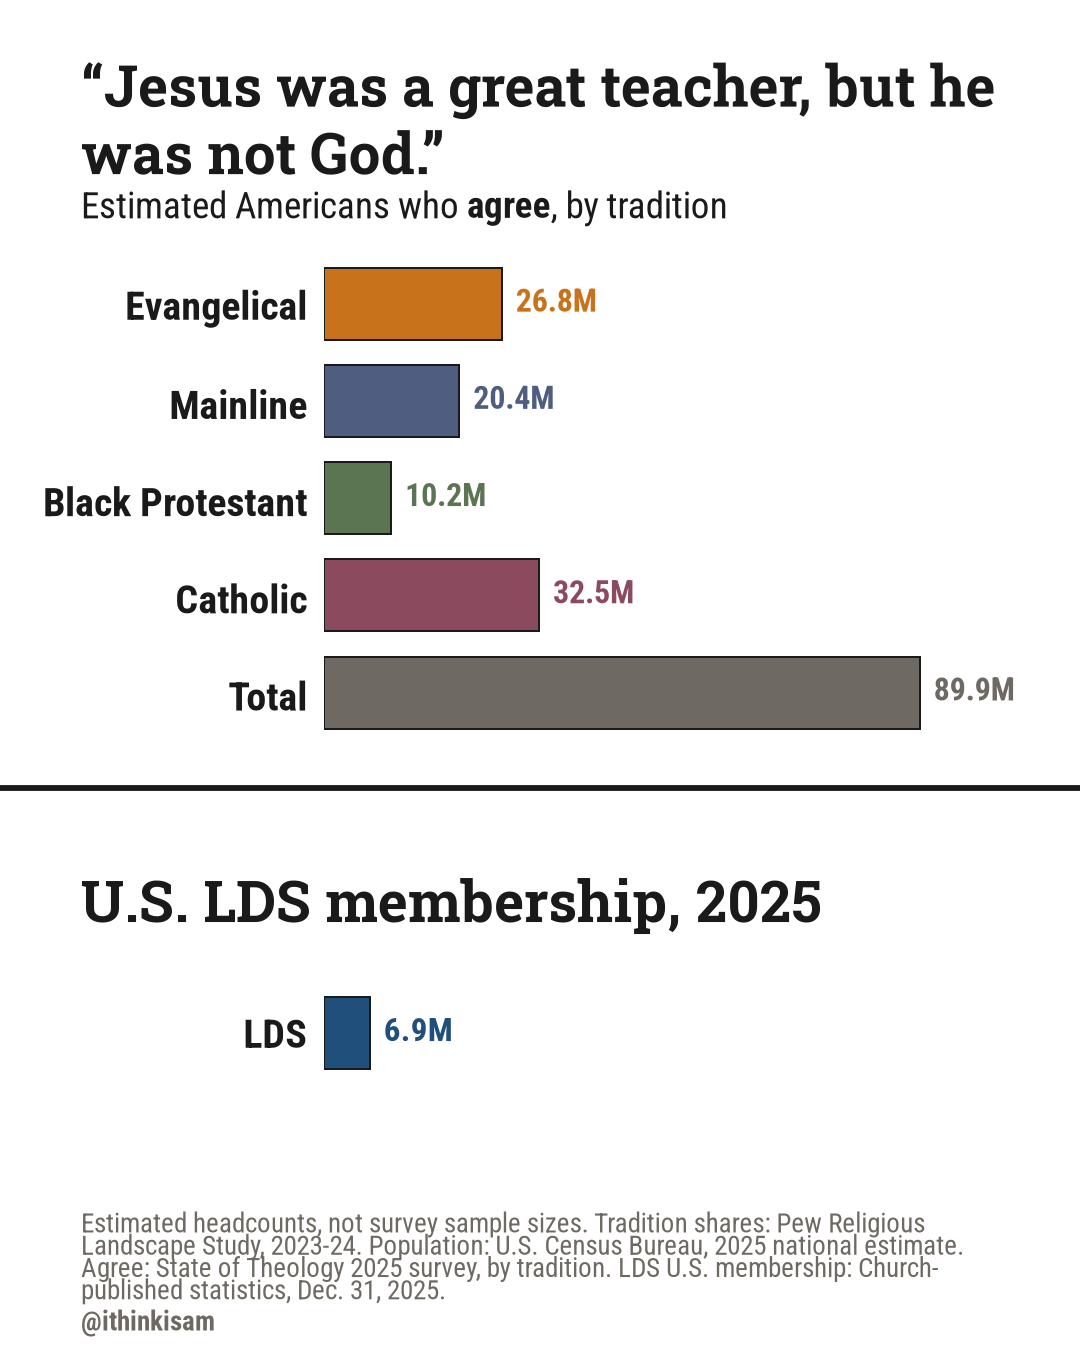 “Jesus was a great teacher, but he
was not God.”
Estimated Americans who agree, by tradition
Evangelical 26.8M
Mainline 20.4M
Black Protestant 10.2M
Catholic 32.5M
Total 89.9M
U.S. LDS membership, 2025
LDS 6.9M
Estimated headcounts, not survey sample sizes. Tradition shares: Pew Religious
Landscape Study, 2023-24. Population: U.S. Census Bureau, 2025 national estimate.
Agree: State of Theology 2025 survey, by tradition. LDS U.S. membership: Church-
published statistics, Dec. 31, 2025.
@ithinkisam